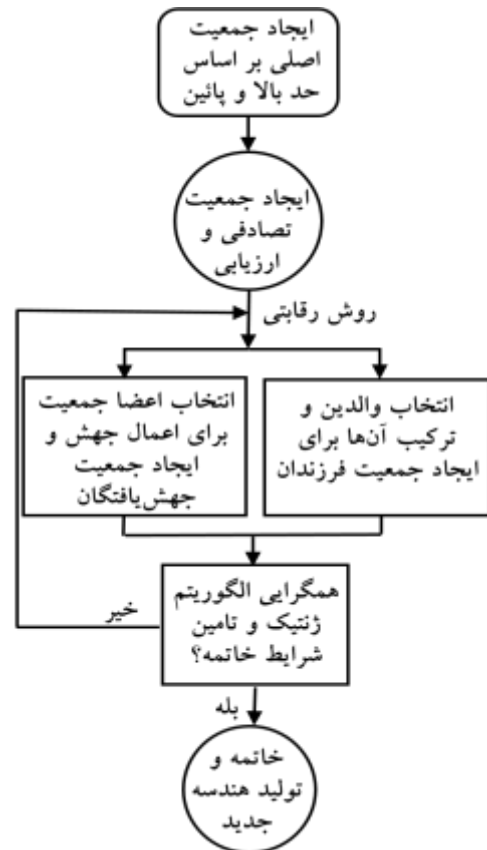 ایجاد جمعیت
اصلی بر اساس
حد بالا و پائین
ایجاد جمعیت
تصادفی و
ارزیابی
روش رقابتی
انتخاب والدین و
ترکیب آن‌ها برای
ایجاد جمعیت فرزندان
انتخاب اعضا جمعیت
برای اعمال جهش و
ایجاد جمعیت
جهش‌یافتگان
همگرایی الگوریتم
ژنتیک و تامین
شرایط خاتمه؟
خیر
بله
خاتمه و
تولید هندسه
جدید